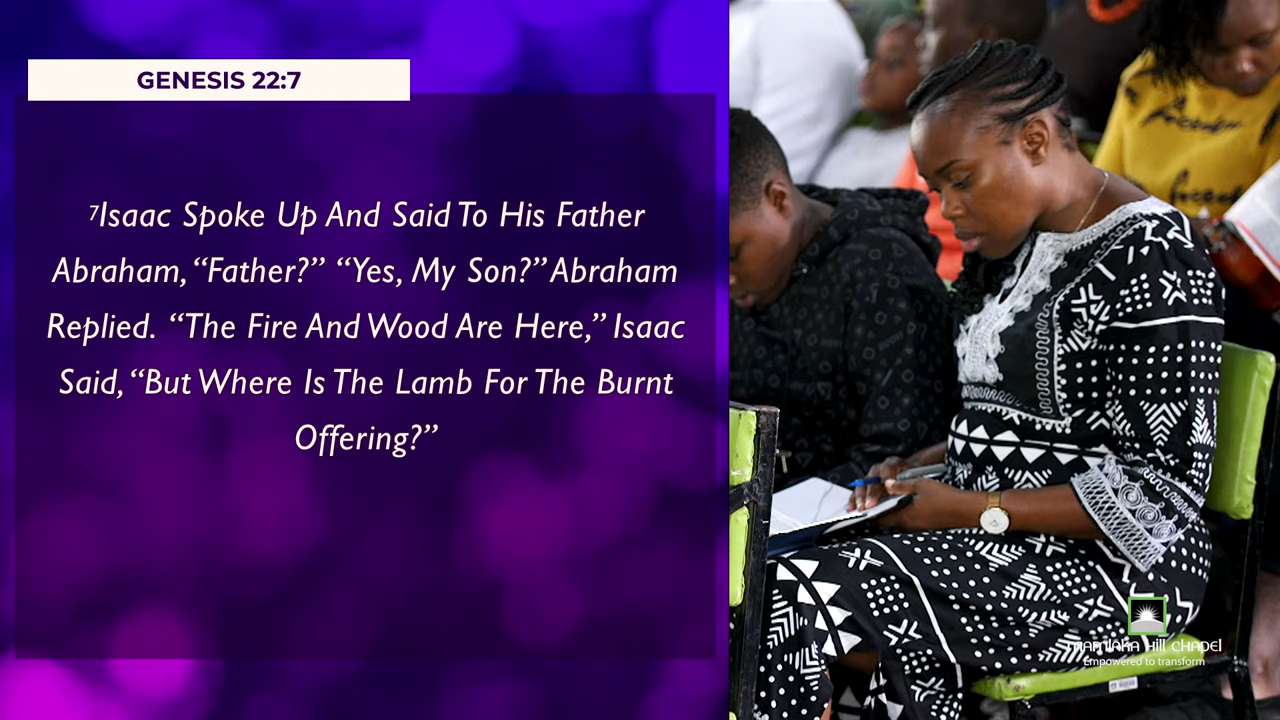 GENESIS 22:7
⁷Isaac Spoke Up And Said To His Father
Abraham, “Father?” “Yes, My Son?” Abraham
Replied. “The Fire And Wood Are Here,” Isaac
Said, “But Where Is The Lamb For The Burnt
Offering?”
mamlaka hill chapel
Empowered to transform